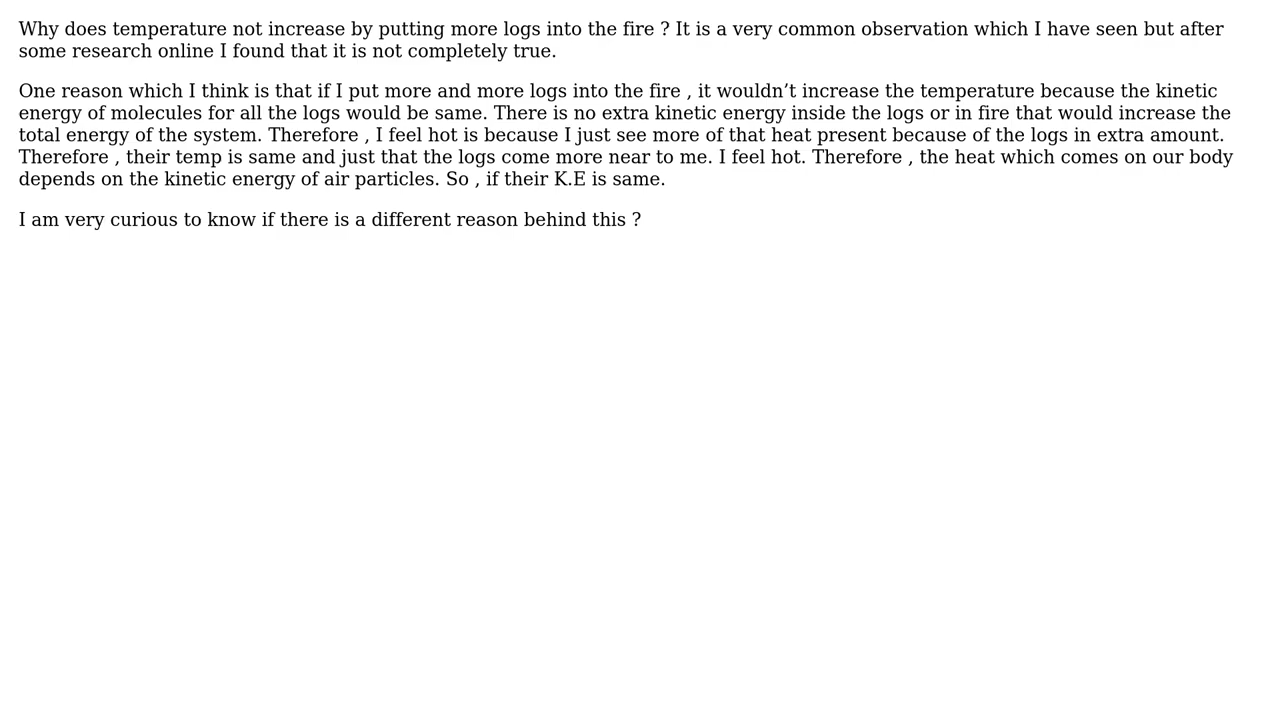 Why does temperature not increase by putting more logs into the fire ? It is a very common observation which I have seen but after
some research online I found that it is not completely true.
One reason which I think is that if I put more and more logs into the fire , it wouldn’t increase the temperature because the kinetic
energy of molecules for all the logs would be same. There is no extra kinetic energy inside the logs or in fire that would increase the
total energy of the system. Therefore , I feel hot is because I just see more of that heat present because of the logs in extra amount.
Therefore , their temp is same and just that the logs come more near to me. I feel hot. Therefore , the heat which comes on our body
depends on the kinetic energy of air particles. So , if their K.E is same.
I am very curious to know if there is a different reason behind this ?